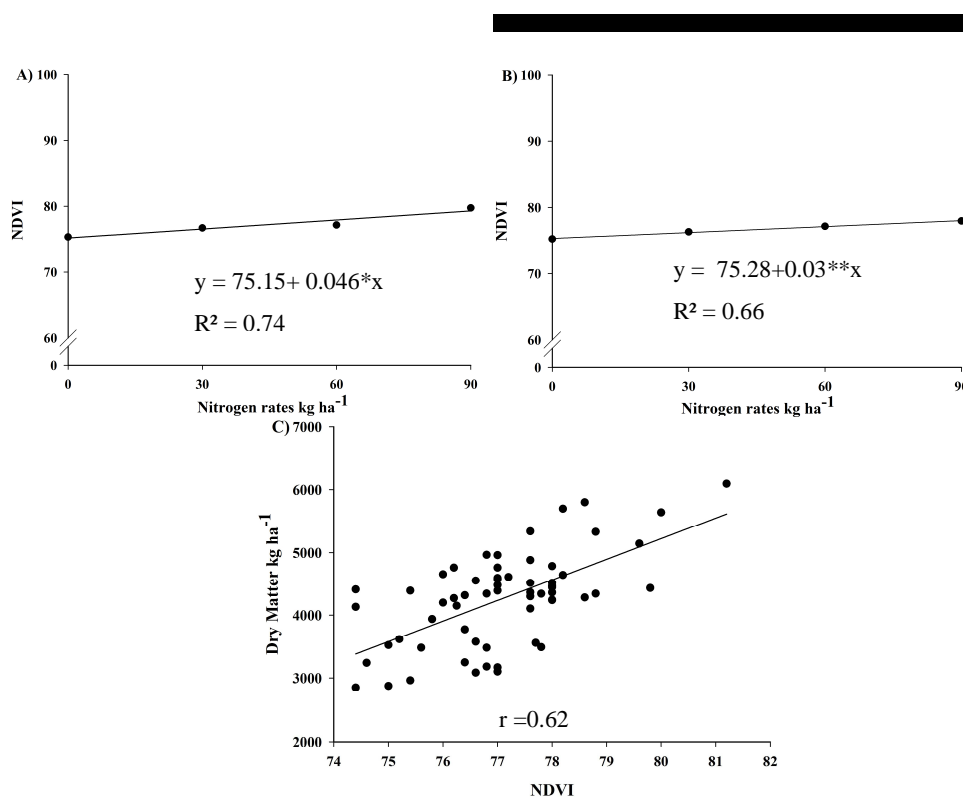 A) 100
90
80
70
60
0
NDVI
0 30 60 90
Nitrogen rates kg ha-1
y = 75.15+ 0.046*x
R² = 0.74
B) 100
90
80
70
60
0
NDVI
0 30 60
Nitrogen rates kg ha-1
y = 75.28+0.03**x
R² = 0.66
C) 7000
6000
5000
4000
3000
2000
Dry Matter kg ha-1
74 75 76 77 78 79 80 81 82
NDVI
r =0.62